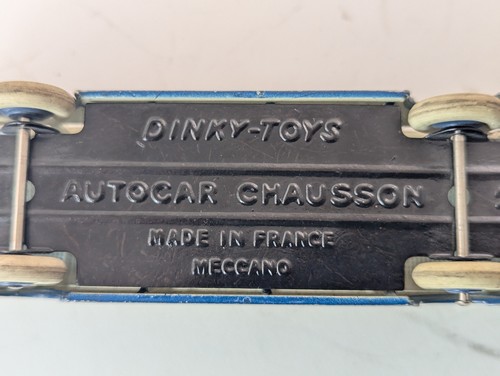 DINKY-TOYS
AUTOCAR CHAUSSON
MADE IN FRANCE
MECCANO